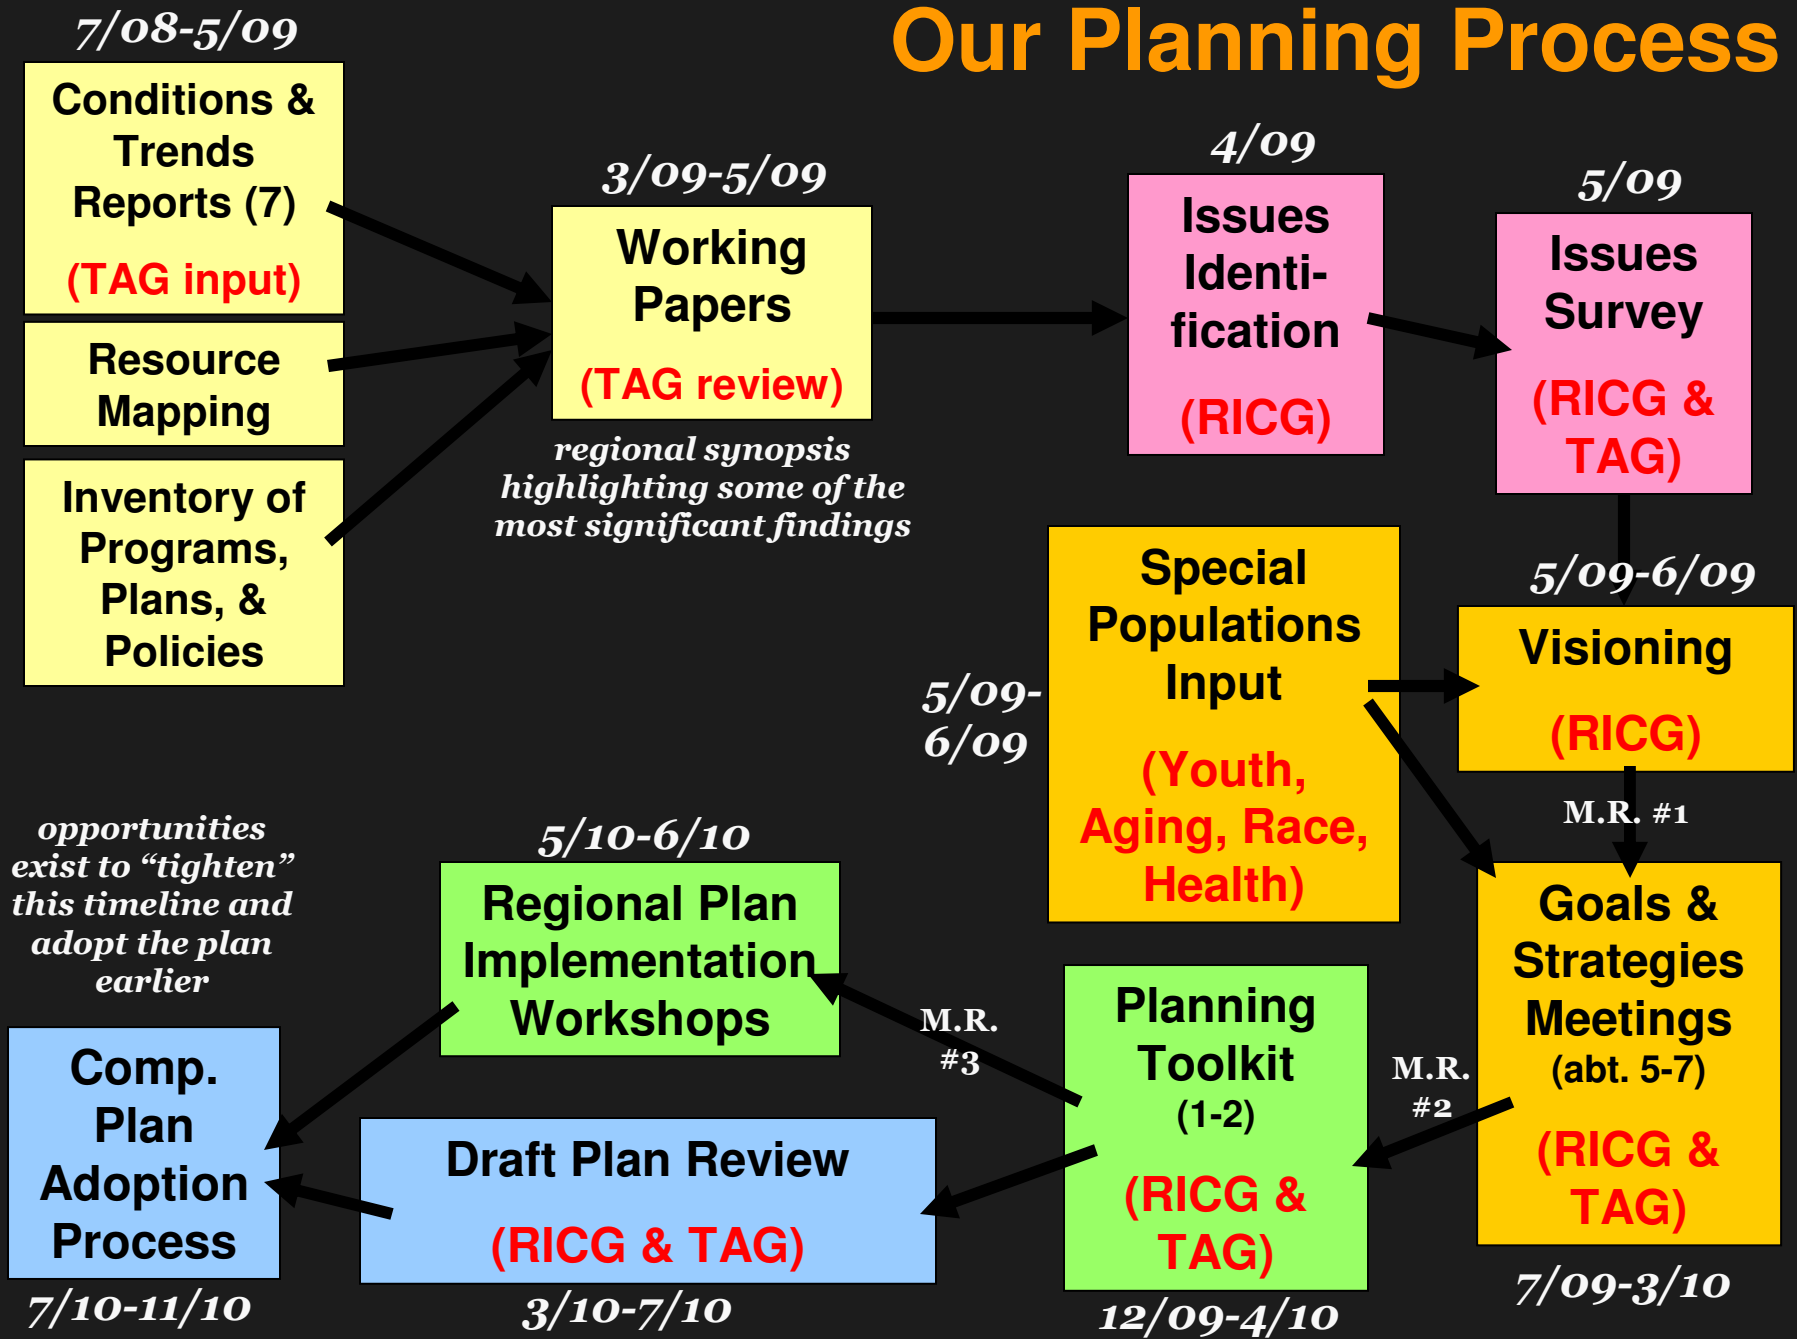 Our Planning Process
7/08-5/09
Conditions &
Trends
Reports (7)
(TAG input)
Resource
Mapping
Inventory of
Programs,
Plans, &
Policies
3/09-5/09
Working
Papers
(TAG review)
regional synopsis
highlighting some of the
most significant findings
4/09
Issues
Identi-
fication
(RICG)
5/09
Issues
Survey
(RICG &
TAG)
5/09-
6/09
Special
Populations
Input
(Youth,
Aging, Race,
Health)
5/09-6/09
Visioning
(RICG)
M.R. #1
Goals &
Strategies
Meetings
(abt. 5-7)
(RICG &
TAG)
7/09-3/10
M.R.
#2
Planning
Toolkit
(1-2)
(RICG &
TAG)
12/09-4/10
M.R.
#3
5/10-6/10
Regional Plan
Implementation
Workshops
Draft Plan Review
(RICG & TAG)
3/10-7/10
opportunities
exist to “tighten”
this timeline and
adopt the plan
earlier
Comp.
Plan
Adoption
Process
7/10-11/10